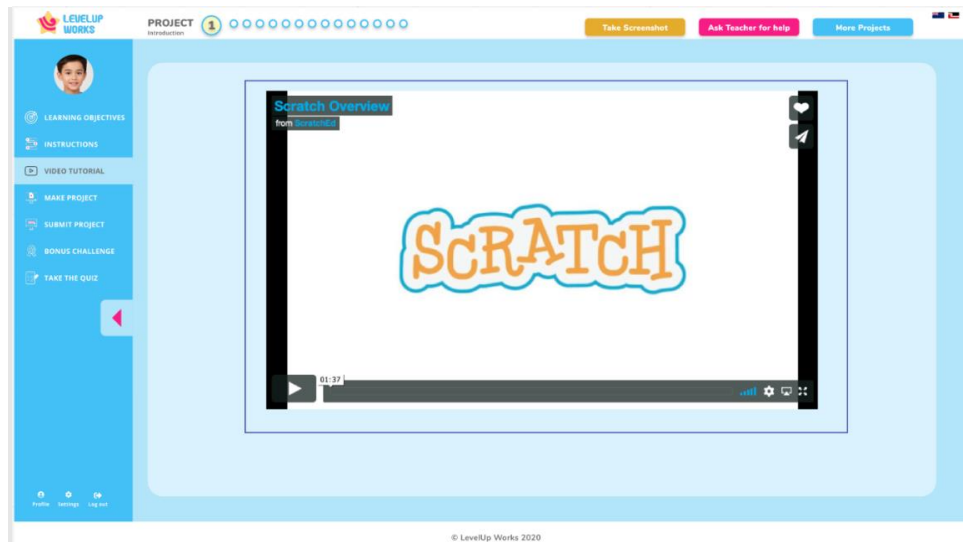 LEVELUP
WORKS
PROJECT
Introduction
1
Take Screenshot
Ask Teacher for help
More Projects
LEARNING OBJECTIVES
INSTRUCTIONS
VIDEO TUTORIAL
MAKE PROJECT
SUBMIT PROJECT
BONUS CHALLENGE
TAKE THE QUIZ
Scratch Overview
from ScratchEd
SCRATCH
01:37
Profile Settings Log out
© LevelUp Works 2020